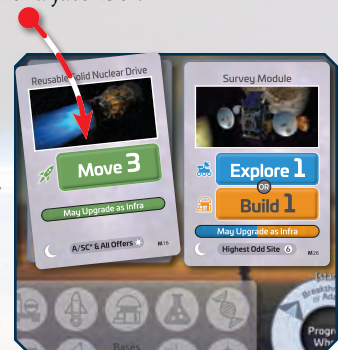 Reusable Solid Nuclear Drive
Move 3
May Upgrade as Infra
A/SC* & All Offers
M16
Survey Module
Explore 1
OR
Build 1
May Upgrade as Infra
Highest Odd Site 6
M26
Bases